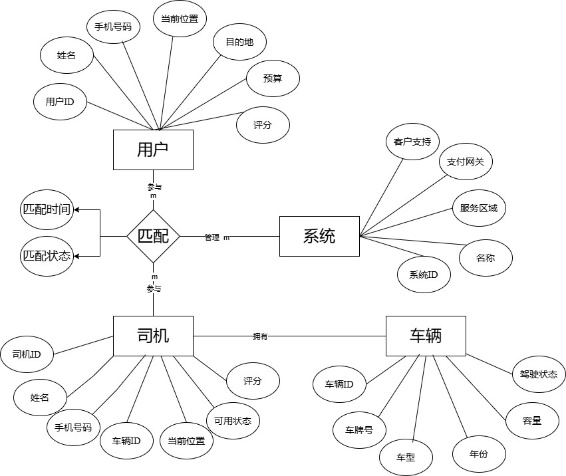 手机号码
当前位置
姓名
目的地
用户ID
预算
评分
用户
客户支持
支付网关
服务区域
名称
系统ID
参与
m
匹配时间
匹配状态
匹配
管理 m
系统
m
参与
司机
拥有
车辆
司机ID
姓名
手机号码
车辆ID
当前位置
可用状态
评分
车辆ID
车牌号
车型
年份
容量
驾驶状态